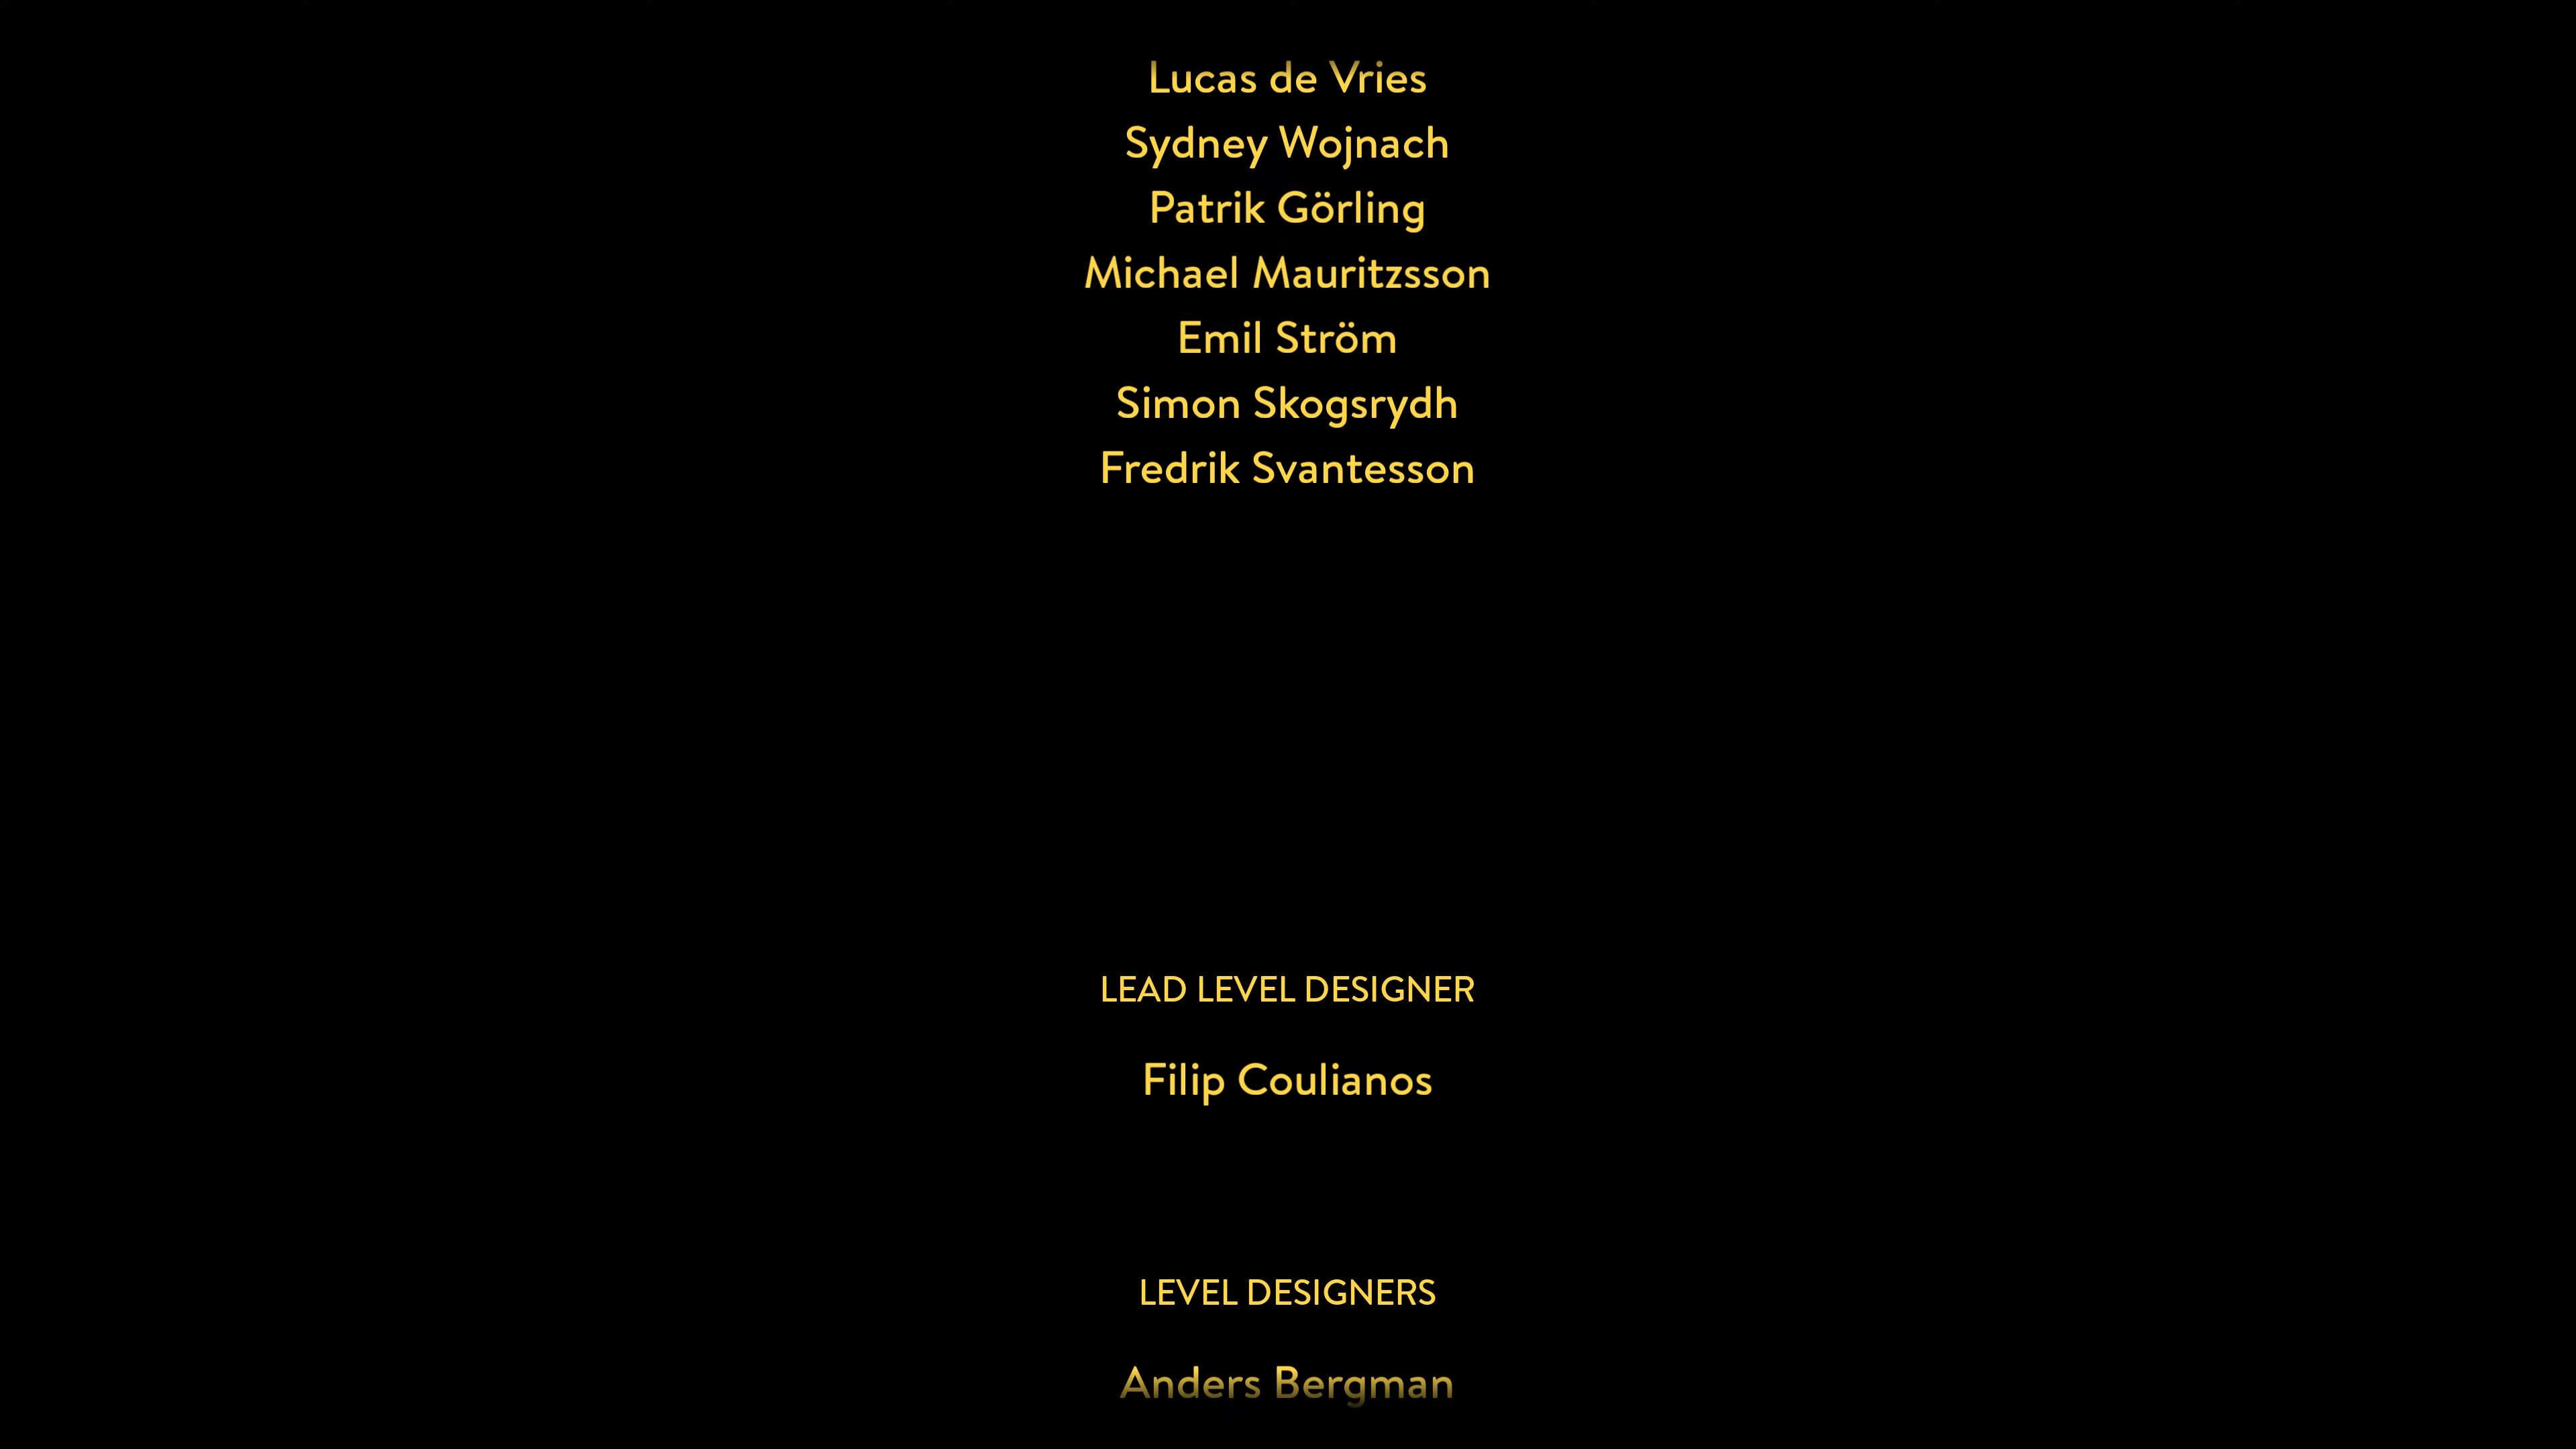 Lucas de Vries
Sydney Wojnach
Patrik Görling
Michael Mauritzsson
Emil Ström
Simon Skogsrydh
Fredrik Svantesson
LEAD LEVEL DESIGNER
Filip Coulianos
LEVEL DESIGNERS
Anders Bergman